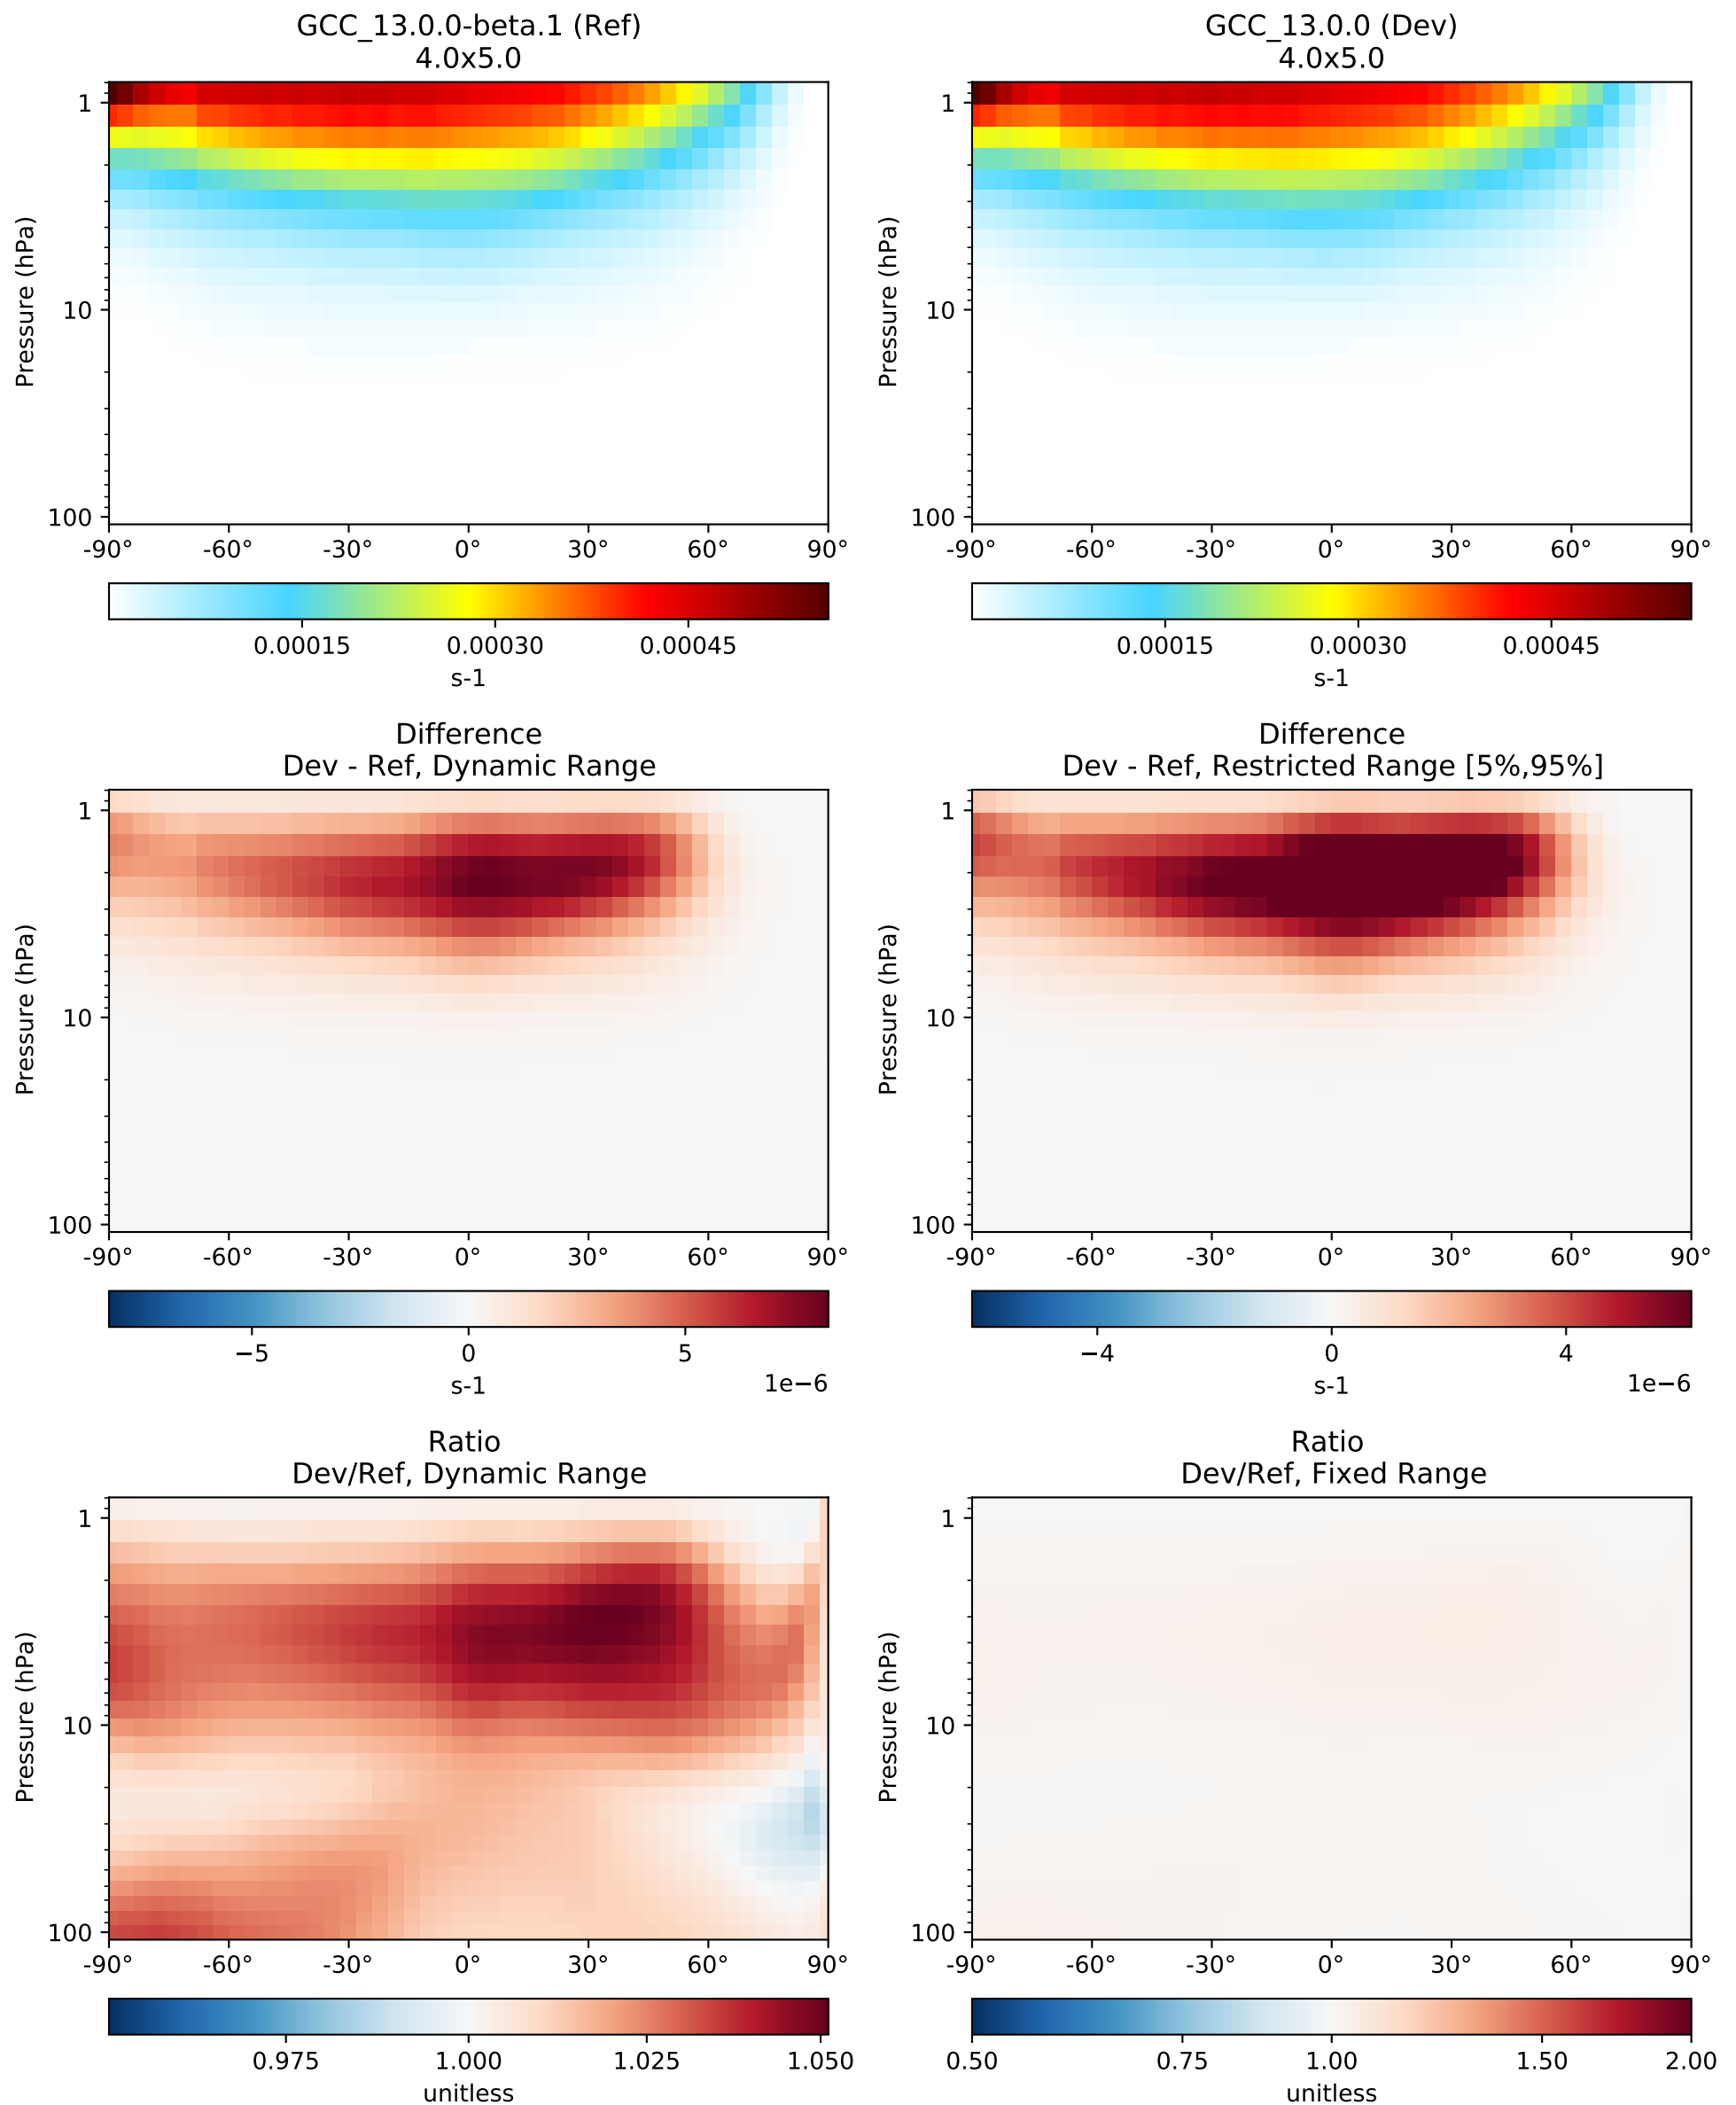 GCC_13.0.0-beta.1 (Ref)
4.0x5.0
Pressure (hPa)
1
10
100
-90° -60° -30° 0° 30° 60° 90°
0.00015 0.00030 0.00045
s-1
GCC_13.0.0 (Dev)
4.0x5.0
Pressure (hPa)
1
10
100
-90° -60° -30° 0° 30° 60° 90°
0.00015 0.00030 0.00045
s-1
Difference
Dev - Ref, Dynamic Range
Pressure (hPa)
1
10
100
-90° -60° -30° 0° 30° 60° 90°
−5 0 5
1e−6
s-1
Difference
Dev - Ref, Restricted Range [5%,95%]
Pressure (hPa)
1
10
100
-90° -60° -30° 0° 30° 60° 90°
−4 0 4
1e−6
s-1
Ratio
Dev/Ref, Dynamic Range
Pressure (hPa)
1
10
100
-90° -60° -30° 0° 30° 60° 90°
0.975 1.000 1.025 1.050
unitless
Ratio
Dev/Ref, Fixed Range
Pressure (hPa)
1
10
100
-90° -60° -30° 0° 30° 60° 90°
0.50 0.75 1.00 1.50 2.00
unitless